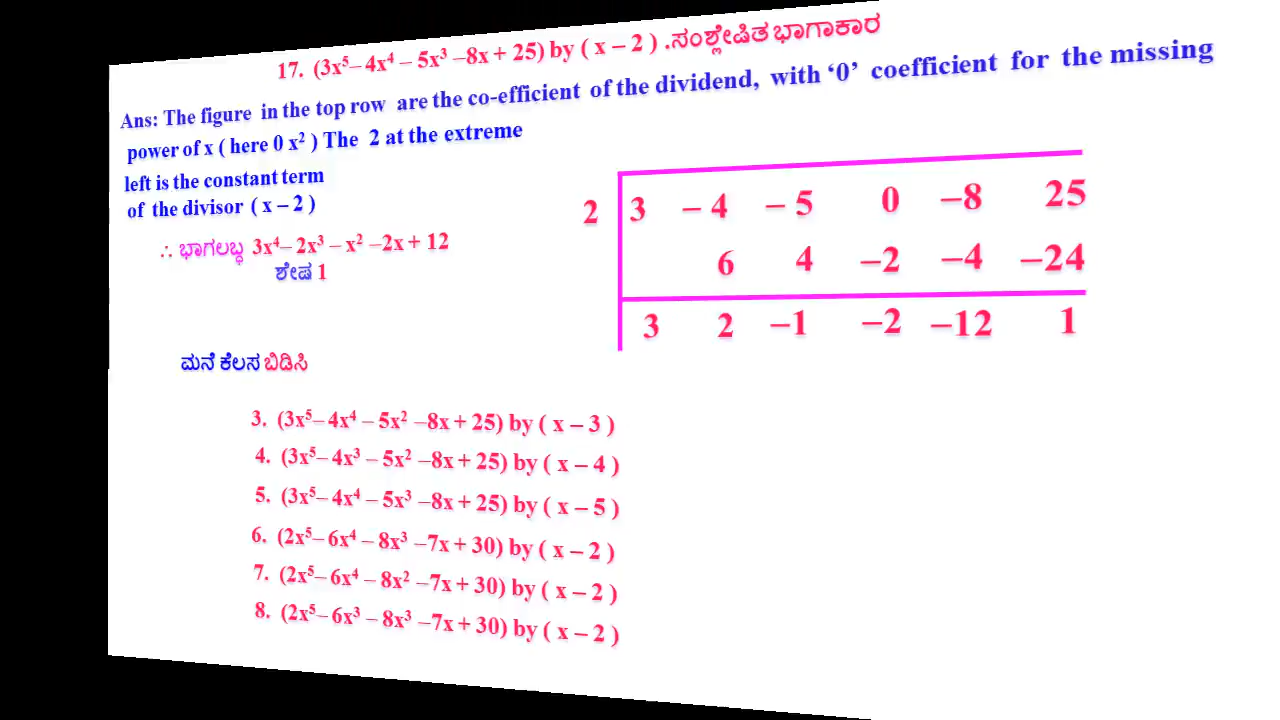 17. (3x⁵– 4x⁴ – 5x³ –8x + 25) by ( x – 2 ) .ಸಂಶ್ಲೇಷಿತ ಭಾಗಾಕಾರ
Ans: The figure in the top row are the co-efficient of the dividend, with ‘0’ coefficient for the missing
power of x ( here 0 x² ) The 2 at the extreme
left is the constant term
of the divisor ( x – 2 )
∴ ಭಾಗಲಬ್ಧ 3x⁴– 2x³ – x² –2x + 12
ಶೇಷ 1
2 3 – 4 – 5 0 –8 25
6 4 –2 –4 –24
3 2 –1 –2 –12 1
ಮನೆ ಕೆಲಸ ಬಿಡಿಸಿ
3. (3x⁵– 4x⁴ – 5x² –8x + 25) by ( x – 3 )
4. (3x⁵– 4x³ – 5x² –8x + 25) by ( x – 4 )
5. (3x⁵– 4x⁴ – 5x³ –8x + 25) by ( x – 5 )
6. (2x⁵– 6x⁴ – 8x³ –7x + 30) by ( x – 2 )
7. (2x⁵– 6x⁴ – 8x² –7x + 30) by ( x – 2 )
8. (2x⁵– 6x³ – 8x³ –7x + 30) by ( x – 2 )